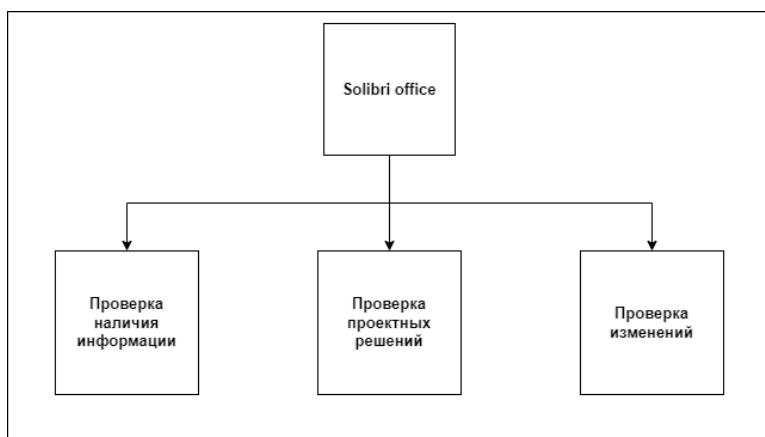 Solibri office
Проверка
наличия
информации
Проверка
проектных
решений
Проверка
изменений